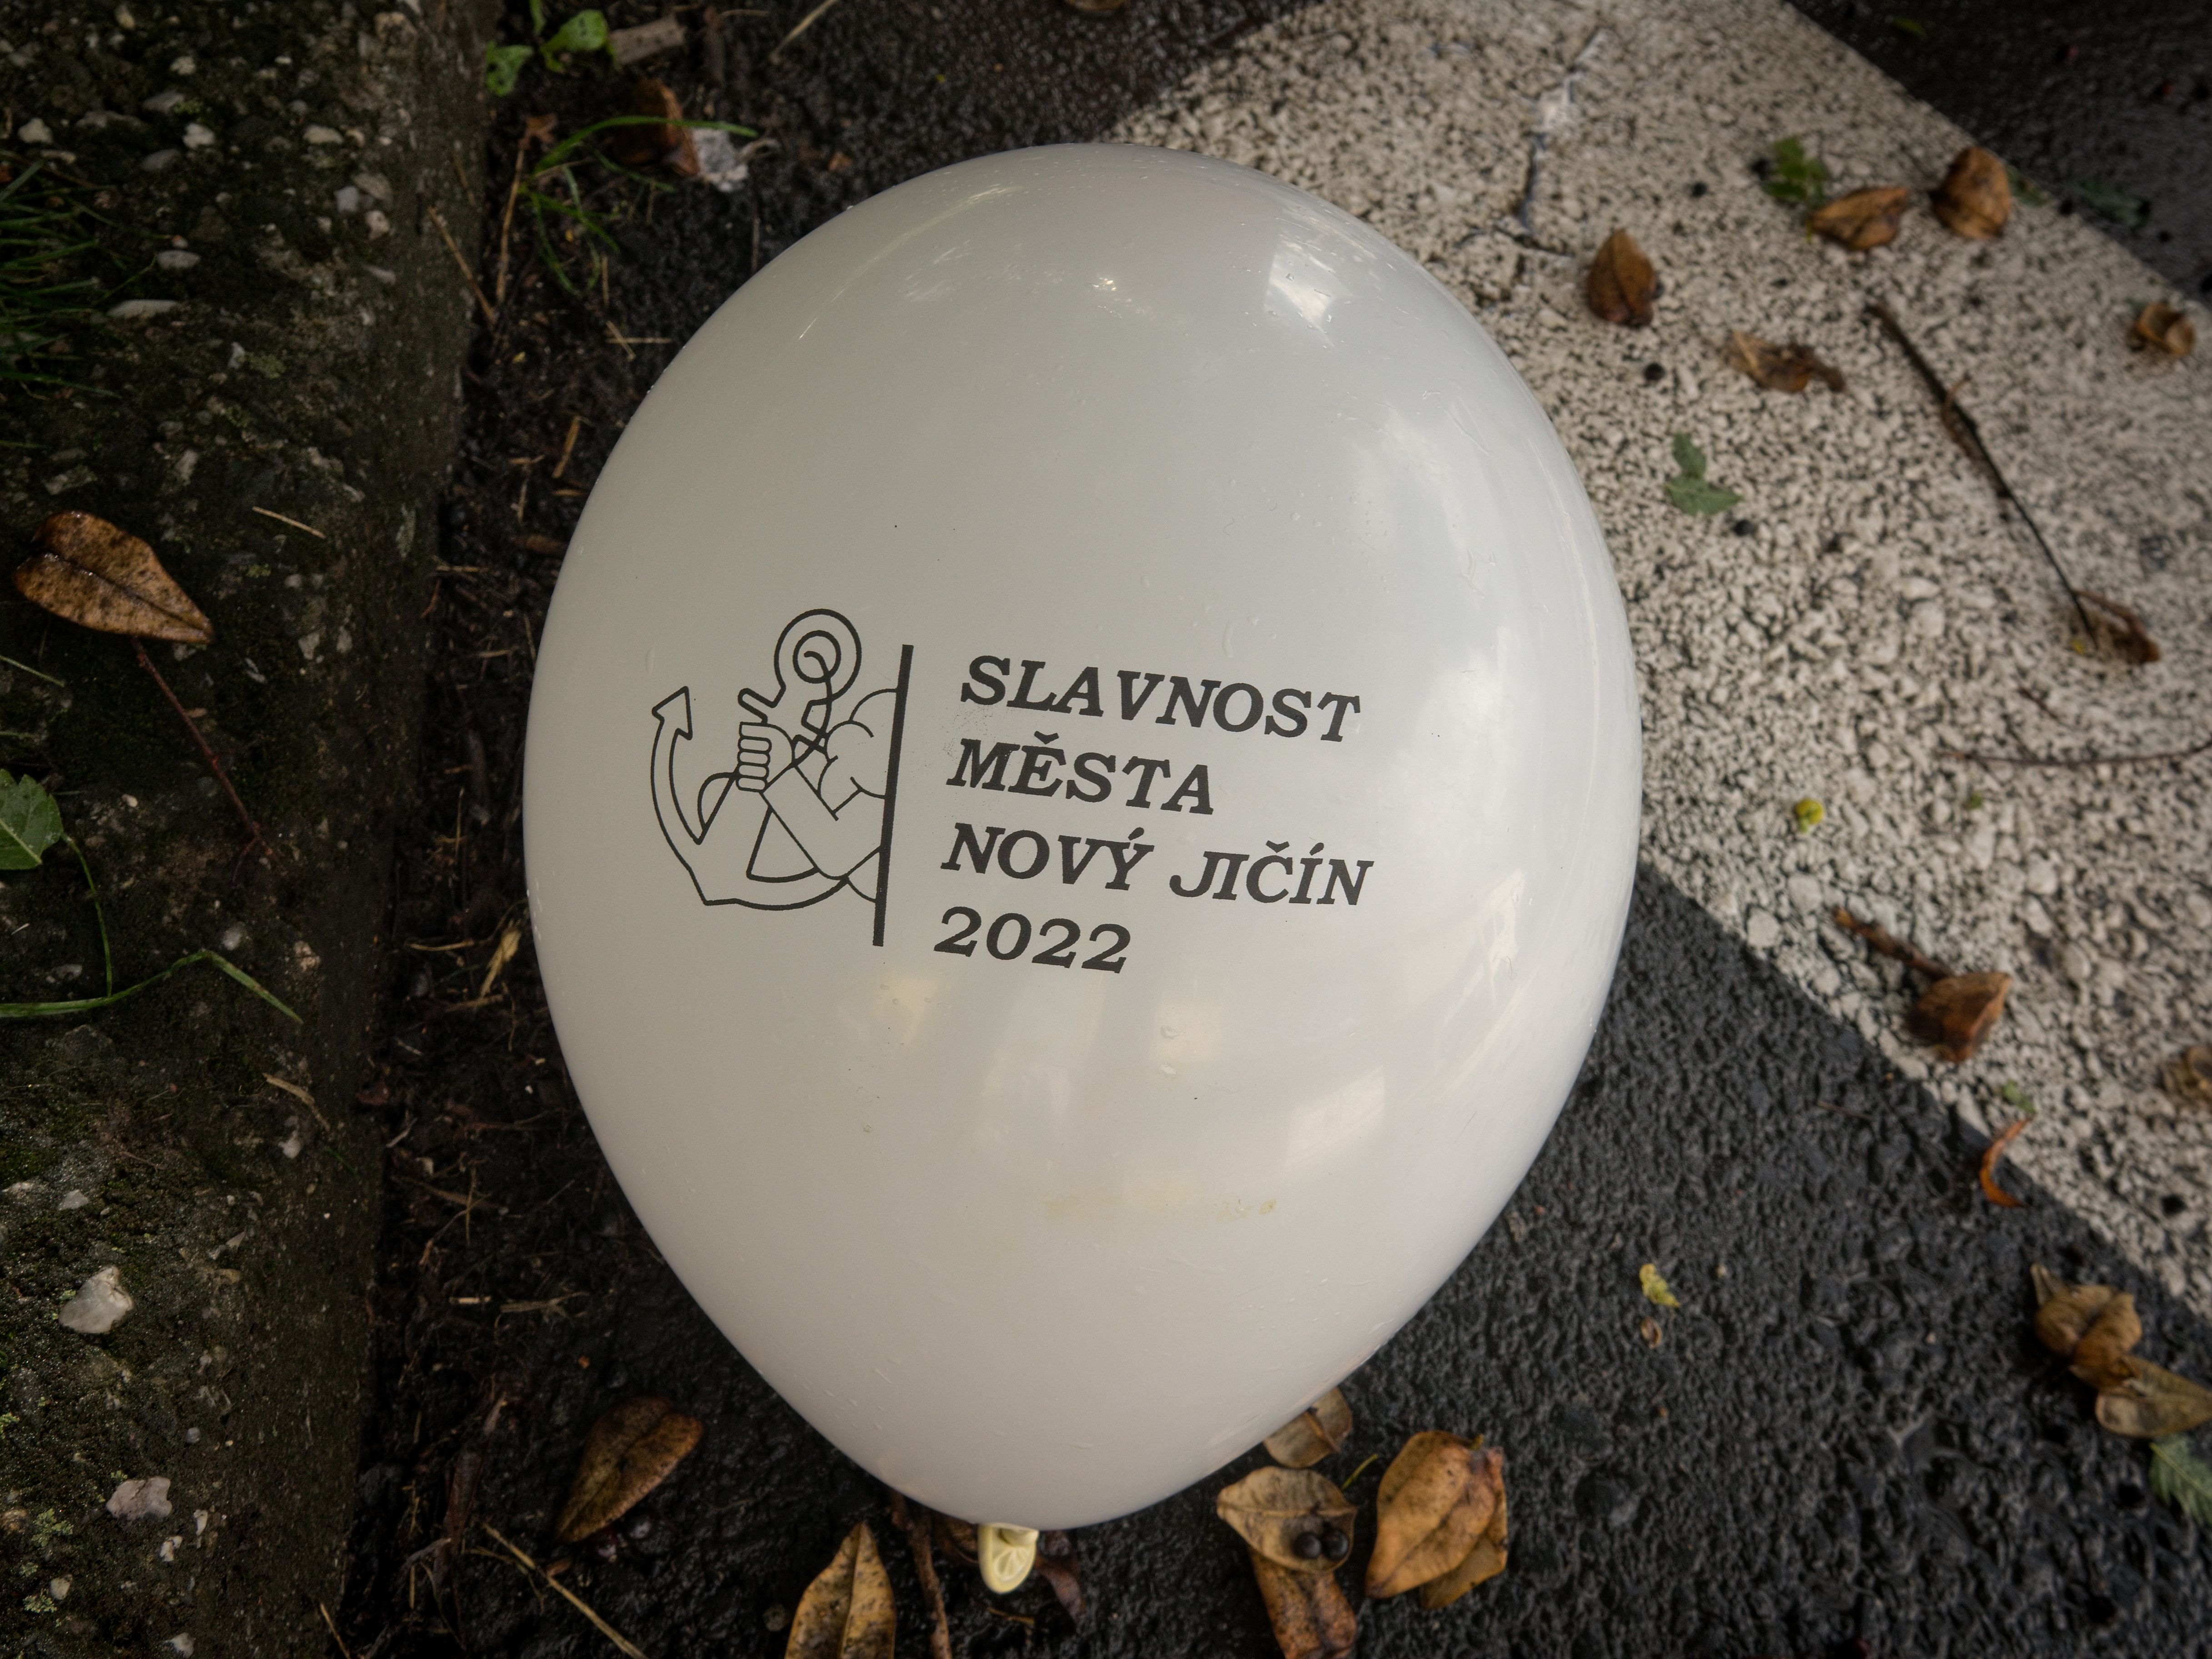 SLAVNOST
MĚSTA
NOVÝ JIČÍN
2022